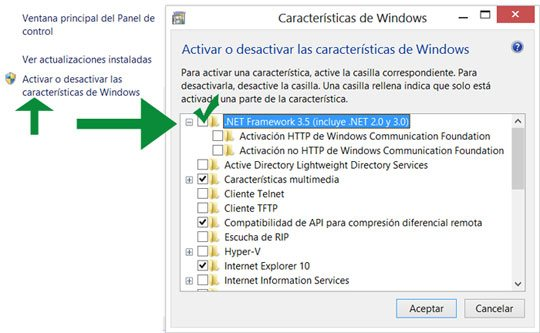 Ventana principal del Panel de
control
Ver actualizaciones instaladas
Activar o desactivar las
características de Windows
Características de Windows
Activar o desactivar las características de Windows
Para activar una característica, active la casilla correspondiente. Para
desactivarla, desactive la casilla. Una casilla rellena indica que solo está
activada una parte de la característica.
.NET Framework 3.5 (incluye .NET 2.0 y 3.0)
Activación HTTP de Windows Communication Foundation
Activación no HTTP de Windows Communication Foundation
Active Directory Lightweight Directory Services
Características multimedia
Cliente Telnet
Cliente TFTP
Compatibilidad de API para compresión diferencial remota
Escucha de RIP
Hyper-V
Internet Explorer 10
Internet Information Services
Aceptar
Cancelar